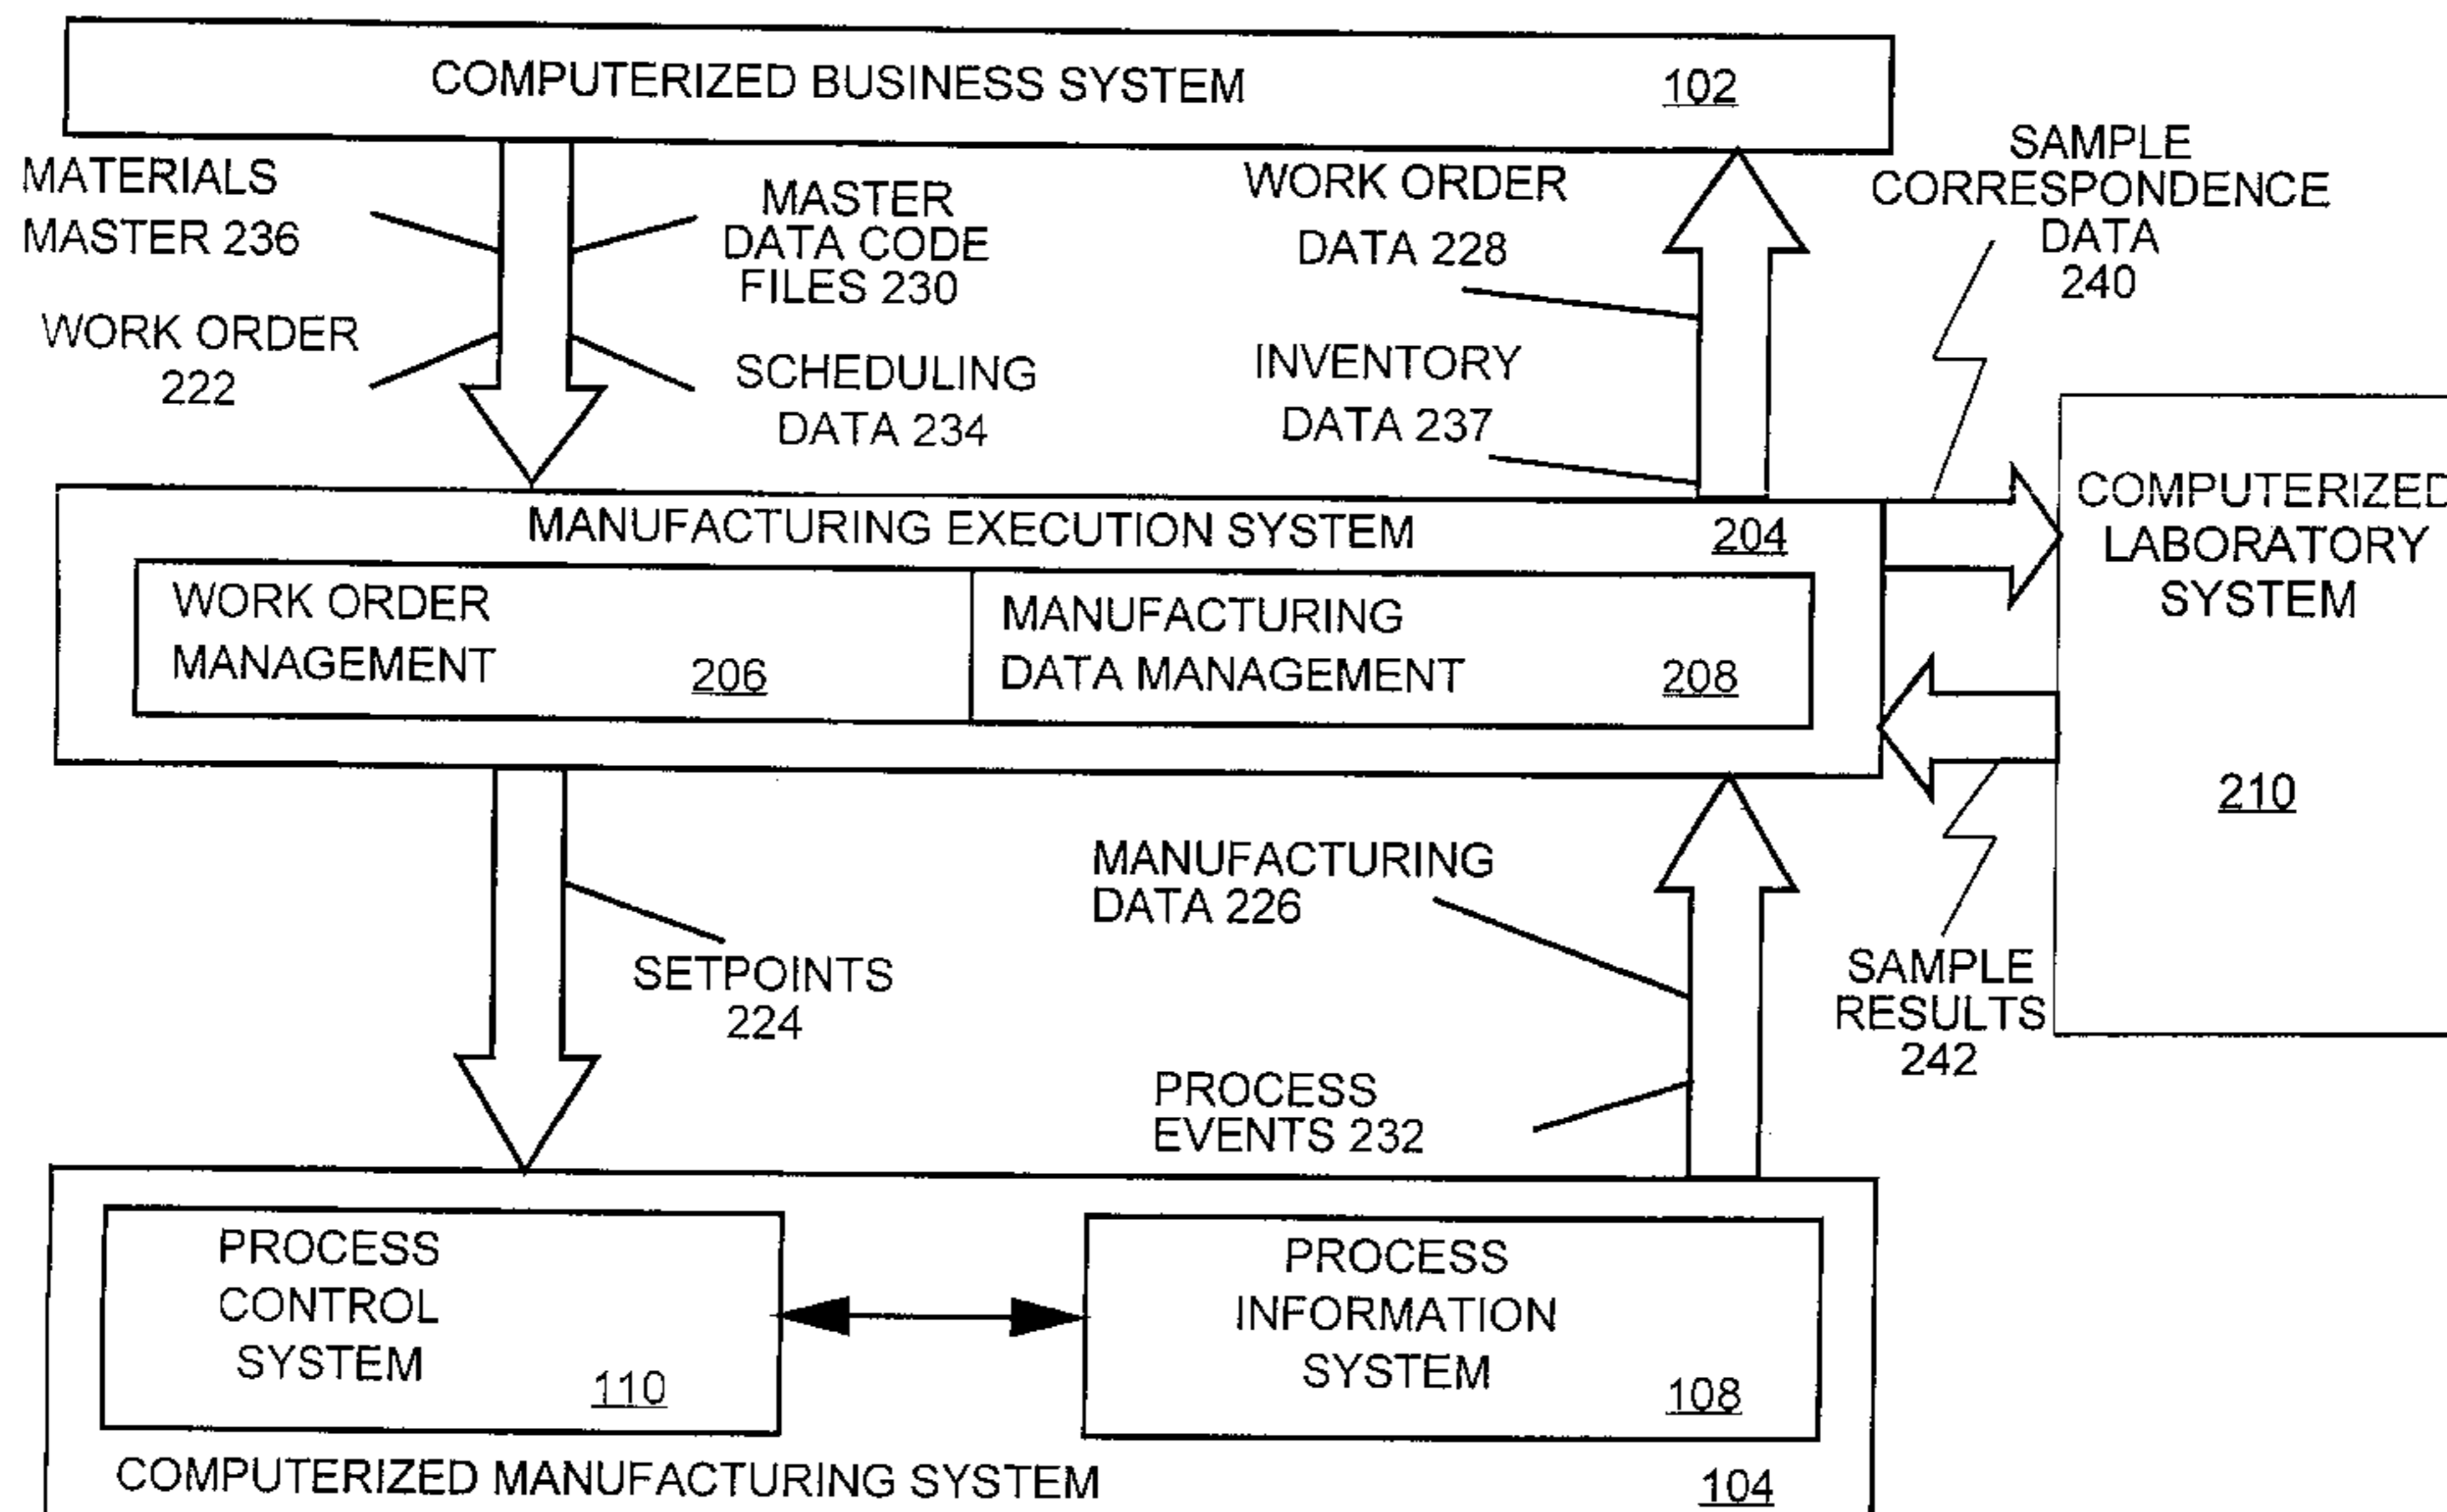 COMPUTERIZED BUSINESS SYSTEM 102
MATERIALS
MASTER 236
MASTER
DATA CODE
FILES 230
WORK ORDER
222
SCHEDULING
DATA 234
WORK ORDER
DATA 228
INVENTORY
DATA 237
SAMPLE
CORRESPONDENCE
DATA
240
MANUFACTURING EXECUTION SYSTEM 204
WORK ORDER
MANAGEMENT 206
MANUFACTURING
DATA MANAGEMENT 208
COMPUTERIZED
LABORATORY
SYSTEM
210
SETPOINTS
224
MANUFACTURING
DATA 226
PROCESS
EVENTS 232
SAMPLE
RESULTS
242
PROCESS
CONTROL
SYSTEM
110
PROCESS
INFORMATION
SYSTEM
108
COMPUTERIZED MANUFACTURING SYSTEM 104